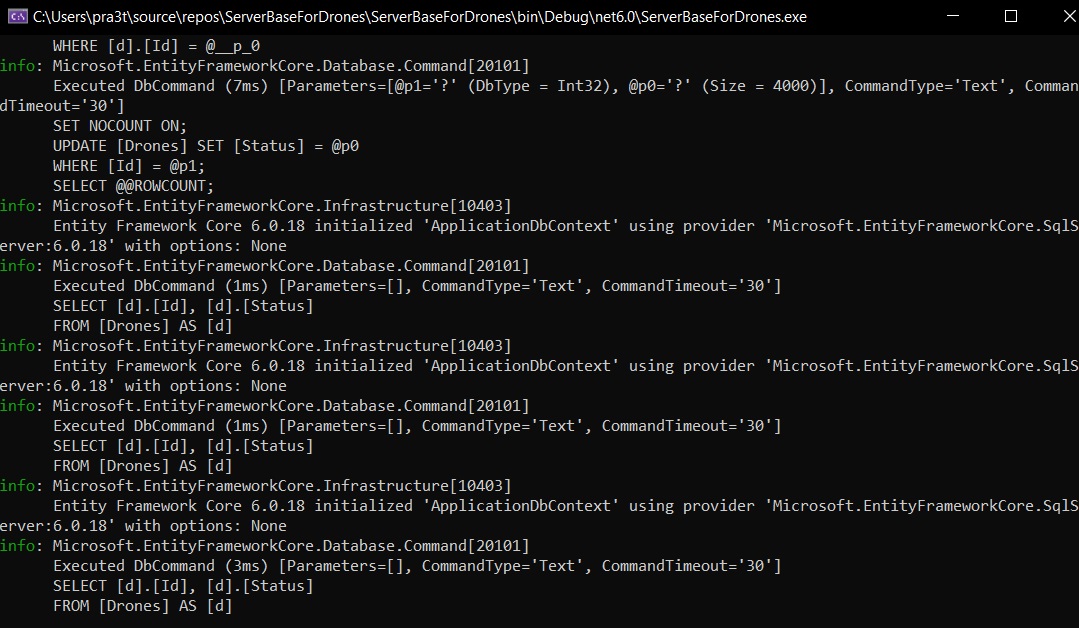 C:\Users\pra3t\source\repos\ServerBaseForDrones\ServerBaseForDrones\bin\Debug\net6.0\ServerBaseForDrones.exe
WHERE [d].[Id] = @__p_0
info: Microsoft.EntityFrameworkCore.Database.Command[20101]
Executed DbCommand (7ms) [Parameters=[@p1='?' (DbType = Int32), @p0='?' (Size = 4000)], CommandType='Text', Comman
dTimeout='30']
SET NOCOUNT ON;
UPDATE [Drones] SET [Status] = @p0
WHERE [Id] = @p1;
SELECT @@ROWCOUNT;
info: Microsoft.EntityFrameworkCore.Infrastructure[10403]
Entity Framework Core 6.0.18 initialized 'ApplicationDbContext' using provider 'Microsoft.EntityFrameworkCore.SqlS
erver:6.0.18' with options: None
info: Microsoft.EntityFrameworkCore.Database.Command[20101]
Executed DbCommand (1ms) [Parameters=[], CommandType='Text', CommandTimeout='30']
SELECT [d].[Id], [d].[Status]
FROM [Drones] AS [d]
info: Microsoft.EntityFrameworkCore.Infrastructure[10403]
Entity Framework Core 6.0.18 initialized 'ApplicationDbContext' using provider 'Microsoft.EntityFrameworkCore.SqlS
erver:6.0.18' with options: None
info: Microsoft.EntityFrameworkCore.Database.Command[20101]
Executed DbCommand (1ms) [Parameters=[], CommandType='Text', CommandTimeout='30']
SELECT [d].[Id], [d].[Status]
FROM [Drones] AS [d]
info: Microsoft.EntityFrameworkCore.Infrastructure[10403]
Entity Framework Core 6.0.18 initialized 'ApplicationDbContext' using provider 'Microsoft.EntityFrameworkCore.SqlS
erver:6.0.18' with options: None
info: Microsoft.EntityFrameworkCore.Database.Command[20101]
Executed DbCommand (3ms) [Parameters=[], CommandType='Text', CommandTimeout='30']
SELECT [d].[Id], [d].[Status]
FROM [Drones] AS [d]